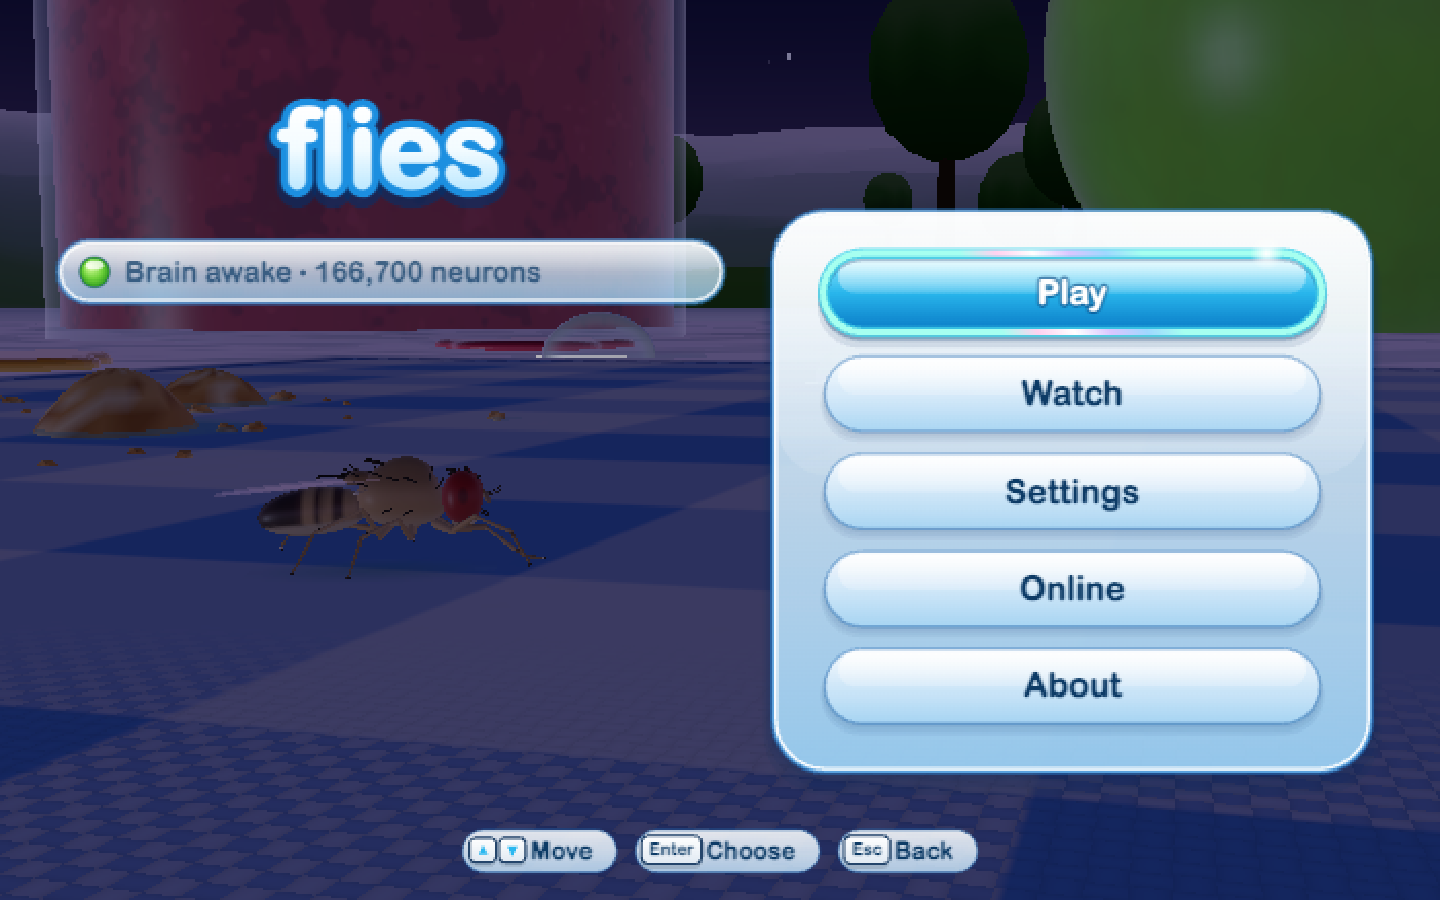 flies
Brain awake · 166,700 neurons
Play
Watch
Settings
Online
About
▲ ▼ Move
Enter Choose
Esc Back